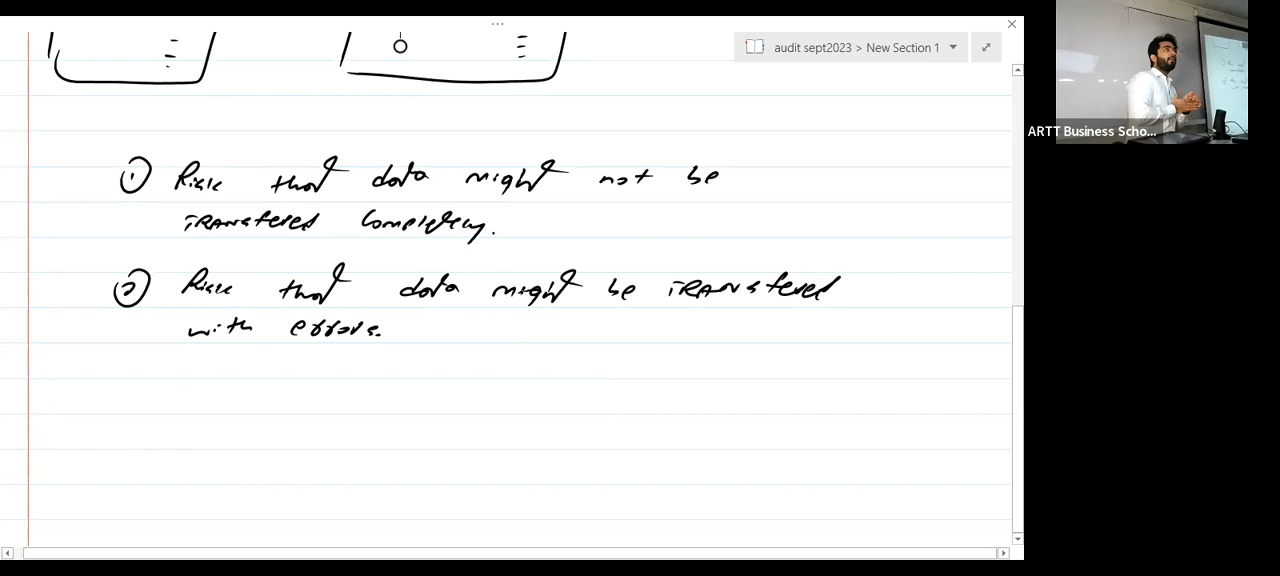 ...
audit sept2023 > New Section 1
ARTT Business Scho...
① Risk that data might not be
transfered completely.
② Risk that data might be transfered
with errors.